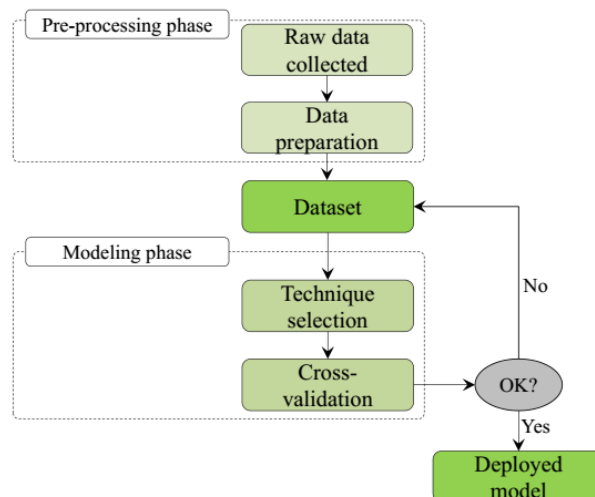 Pre-processing phase
Raw data
collected
Data
preparation
Dataset
Modeling phase
Technique
selection
No
Cross-
validation
OK?
Yes
Deployed
model